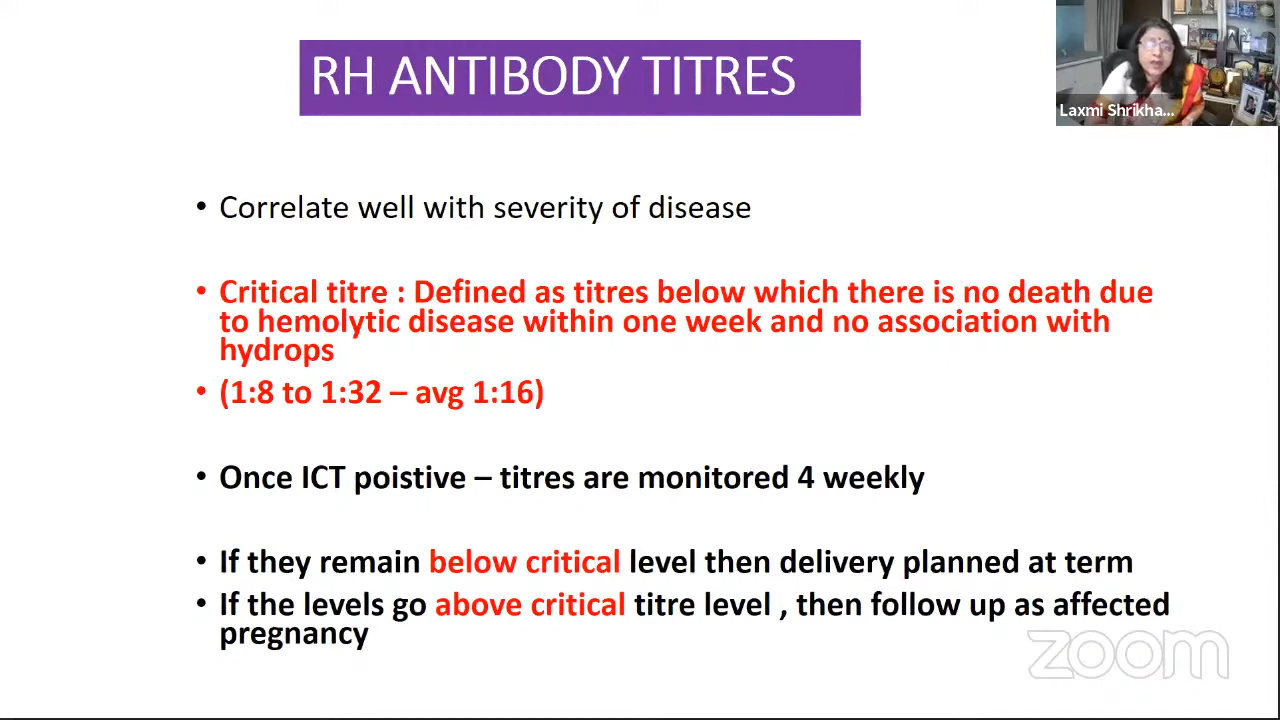 RH ANTIBODY TITRES
Laxmi Shrikha...
• Correlate well with severity of disease
• Critical titre : Defined as titres below which there is no death due
to hemolytic disease within one week and no association with
hydrops
• (1:8 to 1:32 – avg 1:16)
• Once ICT poistive – titres are monitored 4 weekly
• If they remain below critical level then delivery planned at term
• If the levels go above critical titre level , then follow up as affected
pregnancy
zoom